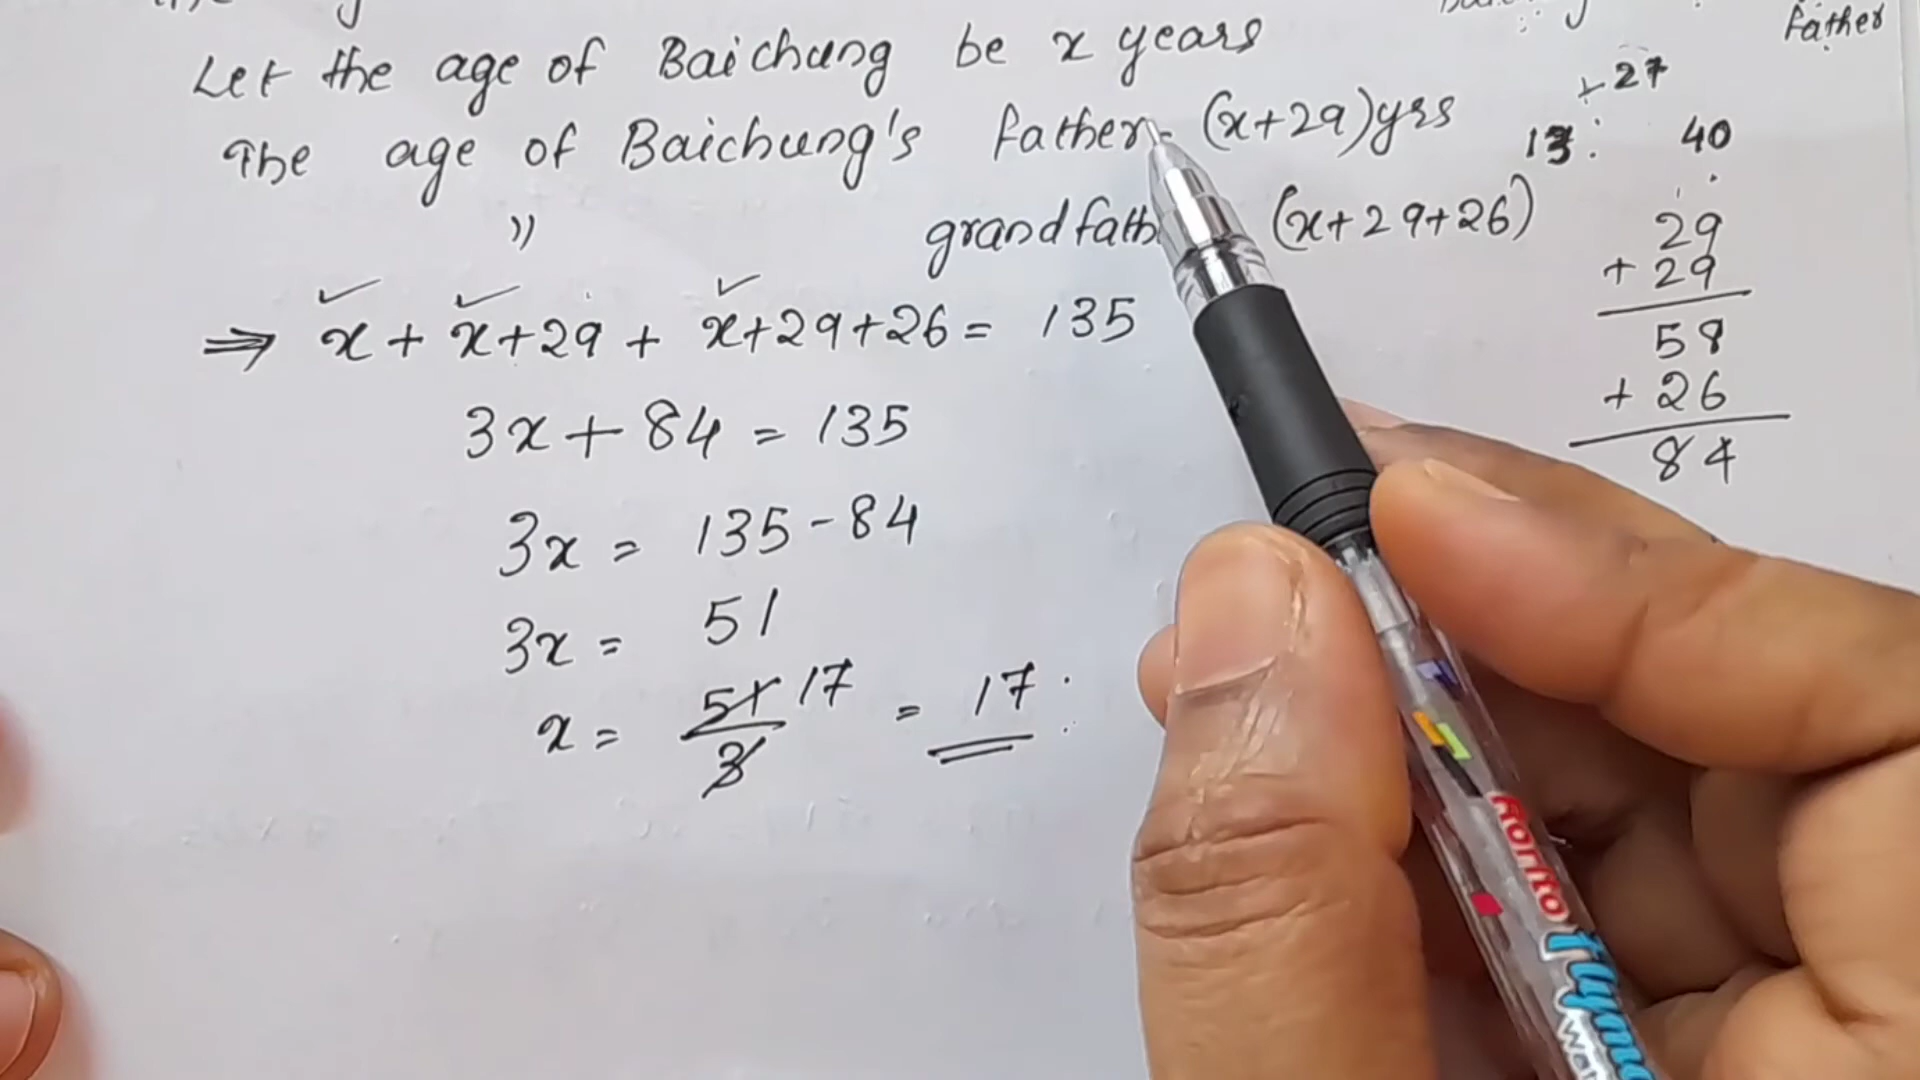 Father
Let the age of Baichung be x years
+27
The age of Baichung's father = (x+29)yrs
13: 40
" grandfath (x+29+26)
29
+ 29
58
+ 26
84
⇒ x + x+29 + x+29+26 = 135
3x + 84 = 135
3x = 135-84
3x = 51
x = 51/3 17 = 17
Rorito